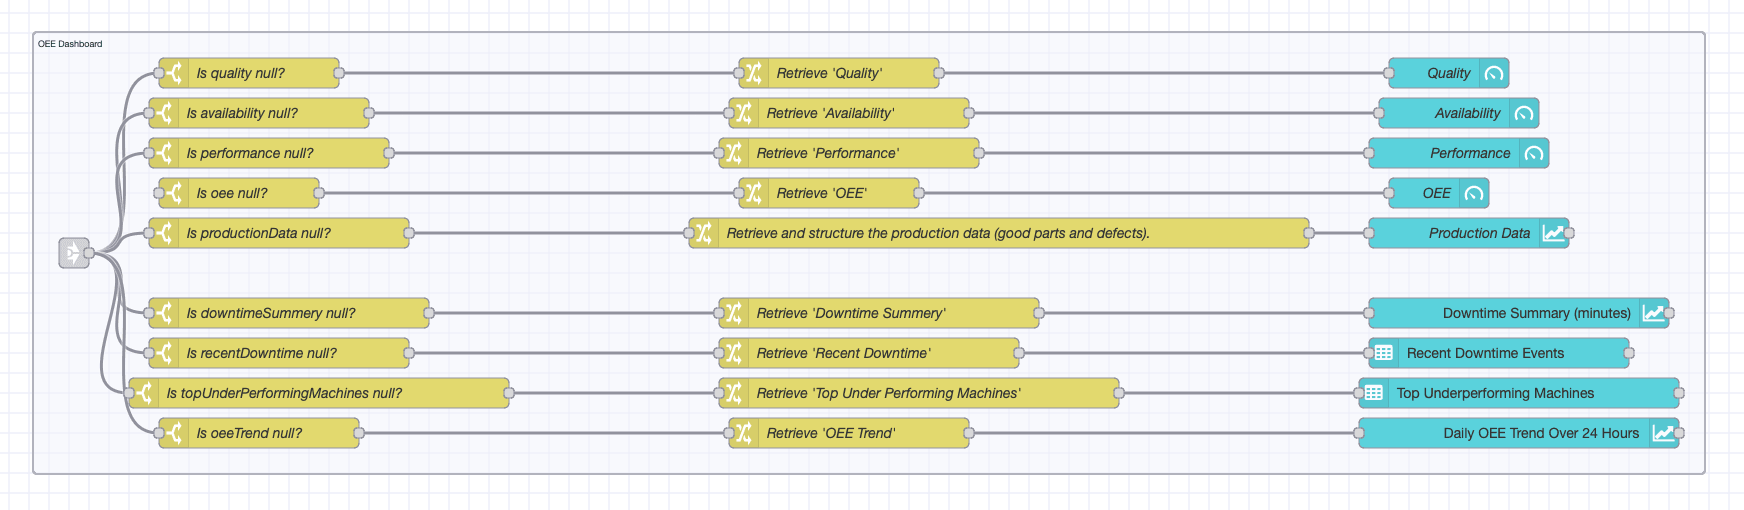 OEE Dashboard
Is quality null? Retrieve 'Quality' Quality
Is availability null? Retrieve 'Availability' Availability
Is performance null? Retrieve 'Performance' Performance
Is oee null? Retrieve 'OEE' OEE
Is productionData null? Retrieve and structure the production data (good parts and defects). Production Data
Is downtimeSummery null? Retrieve 'Downtime Summery' Downtime Summary (minutes)
Is recentDowntime null? Retrieve 'Recent Downtime' Recent Downtime Events
Is topUnderPerformingMachines null? Retrieve 'Top Under Performing Machines' Top Underperforming Machines
Is oeeTrend null? Retrieve 'OEE Trend' Daily OEE Trend Over 24 Hours